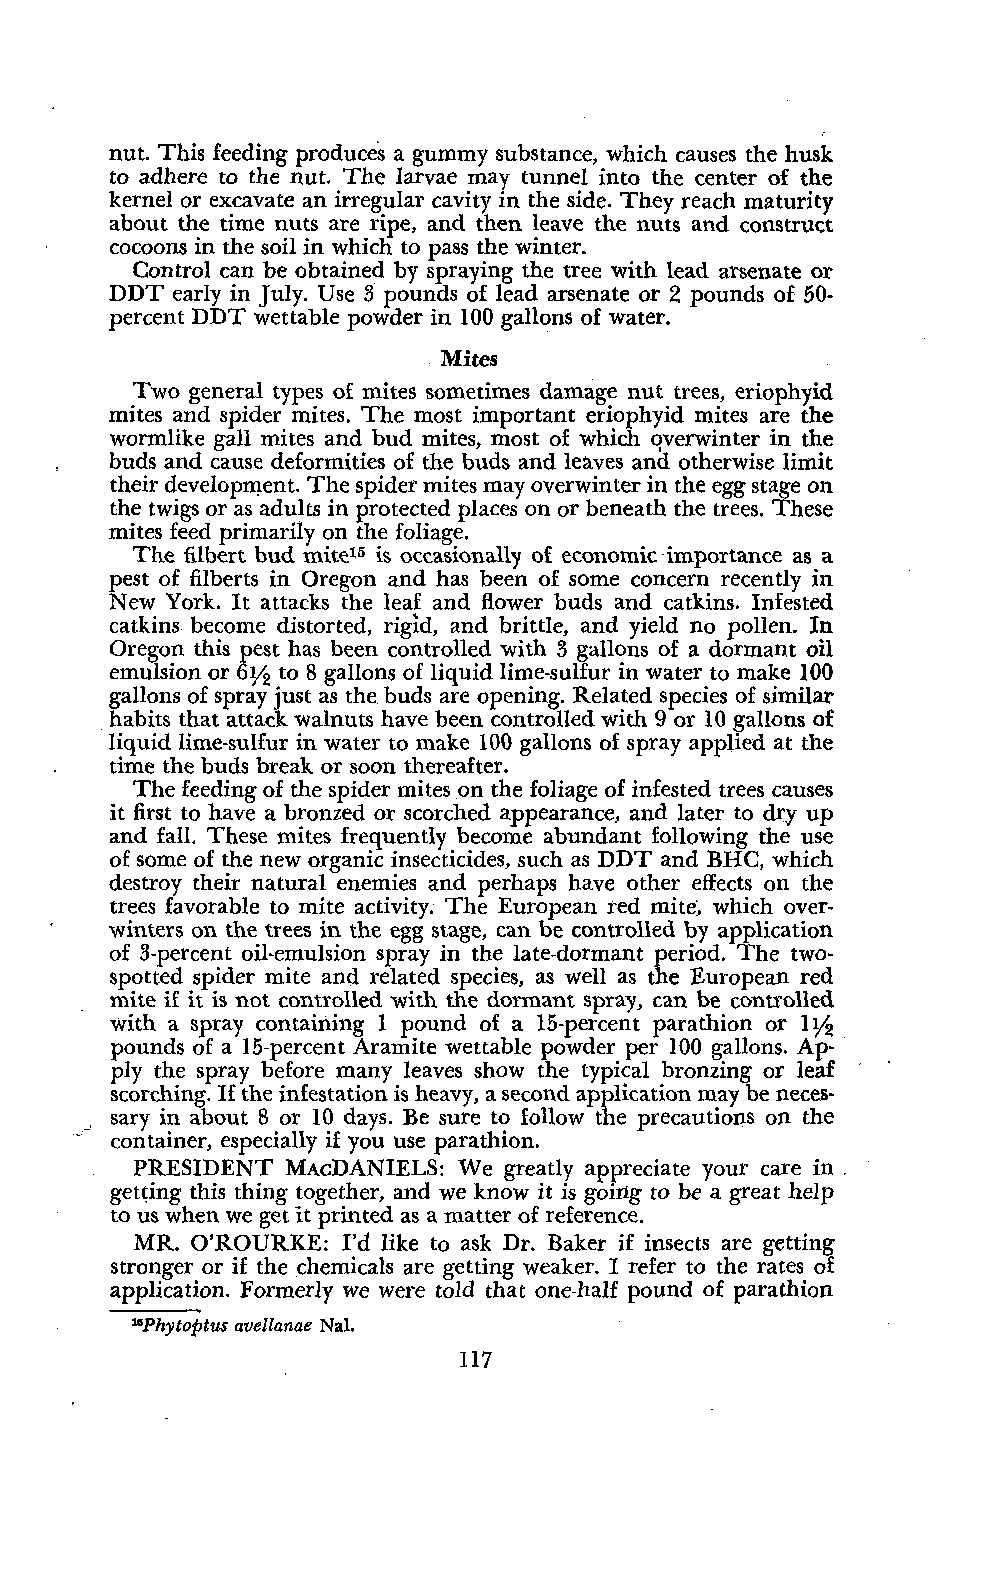 nut. This feeding produces a gummy substance, which causes the husk
to adhere to the nut. The larvae may tunnel into the center of the
kernel or excavate an irregular cavity in the side. They reach maturity
about the time nuts are ripe, and then leave the nuts and construct
cocoons in the soil in which to pass the winter.
Control can be obtained by spraying the tree with lead arsenate or
DDT early in July. Use 3 pounds of lead arsenate or 2 pounds of 50-
percent DDT wettable powder in 100 gallons of water.
Mites
Two general types of mites sometimes damage nut trees, eriophyid
mites and spider mites. The most important eriophyid mites are the
wormlike gall mites and bud mites, most of which overwinter in the
buds and cause deformities of the buds and leaves and otherwise limit
their development. The spider mites may overwinter in the egg stage on
the twigs or as adults in protected places on or beneath the trees. These
mites feed primarily on the foliage.
The filbert bud mite¹⁵ is occasionally of economic importance as a
pest of filberts in Oregon and has been of some concern recently in
New York. It attacks the leaf and flower buds and catkins. Infested
catkins become distorted, rigid, and brittle, and yield no pollen. In
Oregon this pest has been controlled with 3 gallons of a dormant oil
emulsion or 6½ to 8 gallons of liquid lime-sulfur in water to make 100
gallons of spray just as the buds are opening. Related species of similar
habits that attack walnuts have been controlled with 9 or 10 gallons of
liquid lime-sulfur in water to make 100 gallons of spray applied at the
time the buds break or soon thereafter.
The feeding of the spider mites on the foliage of infested trees causes
it first to have a bronzed or scorched appearance, and later to dry up
and fall. These mites frequently become abundant following the use
of some of the new organic insecticides, such as DDT and BHC, which
destroy their natural enemies and perhaps have other effects on the
trees favorable to mite activity. The European red mite, which over-
winters on the trees in the egg stage, can be controlled by application
of 3-percent oil-emulsion spray in the late-dormant period. The two-
spotted spider mite and related species, as well as the European red
mite if it is not controlled with the dormant spray, can be controlled
with a spray containing 1 pound of a 15-percent parathion or 1½
pounds of a 15-percent Aramite wettable powder per 100 gallons. Ap-
ply the spray before many leaves show the typical bronzing or leaf
scorching. If the infestation is heavy, a second application may be neces-
sary in about 8 or 10 days. Be sure to follow the precautions on the
container, especially if you use parathion.
PRESIDENT MACDANIELS: We greatly appreciate your care in
getting this thing together, and we know it is going to be a great help
to us when we get it printed as a matter of reference.
MR. O'ROURKE: I'd like to ask Dr. Baker if insects are getting
stronger or if the chemicals are getting weaker. I refer to the rates of
application. Formerly we were told that one-half pound of parathion
¹⁵Phytoptus avellanae Nal.
117